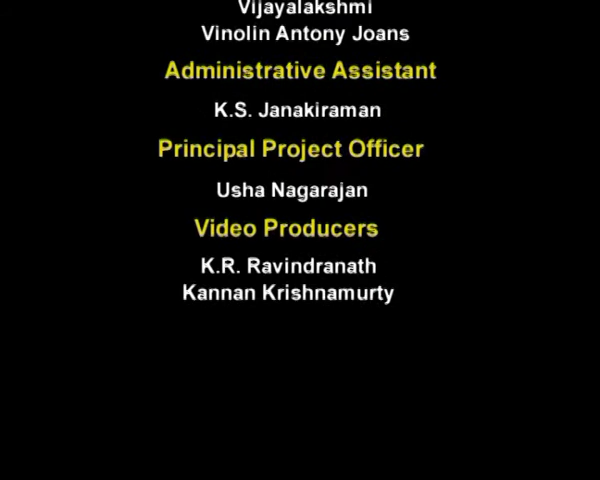 Vijayalakshmi
Vinolin Antony Joans
Administrative Assistant
K.S. Janakiraman
Principal Project Officer
Usha Nagarajan
Video Producers
K.R. Ravindranath
Kannan Krishnamurty